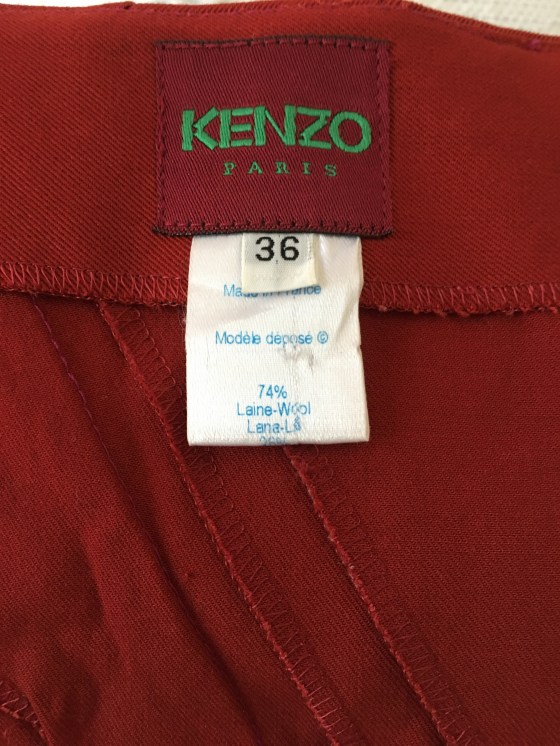 KENZO
PARIS
36
Made in France
Modèle déposé ©
74%
Laine-Wool
Lana-Lã